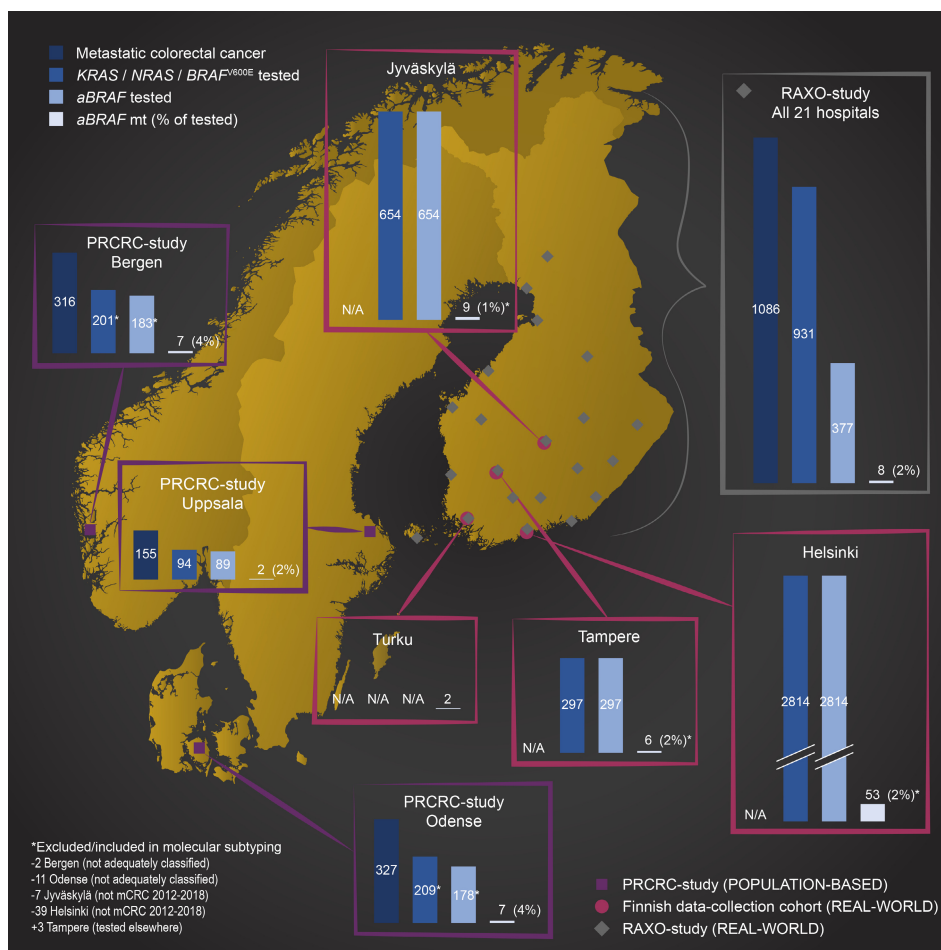 Metastatic colorectal cancer
KRAS / NRAS / BRAFV600E tested
aBRAF tested
aBRAF mt (% of tested)
Jyväskylä
654
654
N/A
9 (1%)*
RAXO-study
All 21 hospitals
1086
931
377
8 (2%)
PRCRC-study
Bergen
316
201*
183*
7 (4%)
PRCRC-study
Uppsala
155
94
89
2 (2%)
Turku
N/A N/A N/A 2
Tampere
297
297
N/A
6 (2%)*
Helsinki
2814
2814
N/A
53 (2%)*
PRCRC-study
Odense
327
209*
178*
7 (4%)
*Excluded/included in molecular subtyping
-2 Bergen (not adequately classified)
-11 Odense (not adequately classified)
-7 Jyväskylä (not mCRC 2012-2018)
-39 Helsinki (not mCRC 2012-2018)
+3 Tampere (tested elsewhere)
PRCRC-study (POPULATION-BASED)
Finnish data-collection cohort (REAL-WORLD)
RAXO-study (REAL-WORLD)